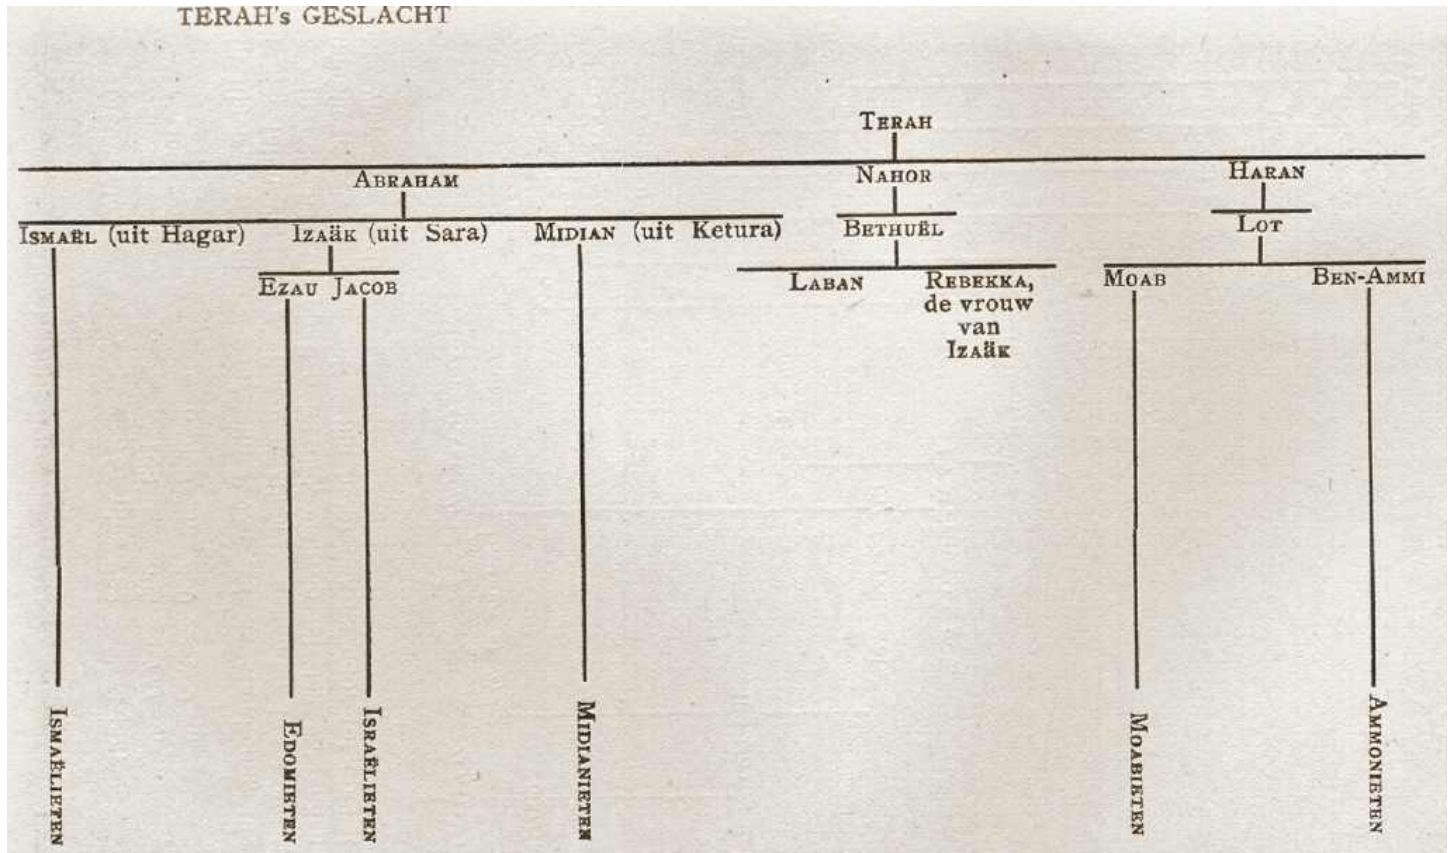 TERAH's GESLACHT
TERAH
ABRAHAM NAHOR HARAN
ISMAËL (uit Hagar) IZAäK (uit Sara) MIDIAN (uit Ketura) BETHUËL LOT
EZAU JACOB LABAN REBEKKA, MOAB BEN-AMMI
de vrouw
van
IZAäK
ISMAËLIETEN EDOMIETEN ISRAËLIETEN MIDIANIETEN MOABIETEN AMMONIETEN